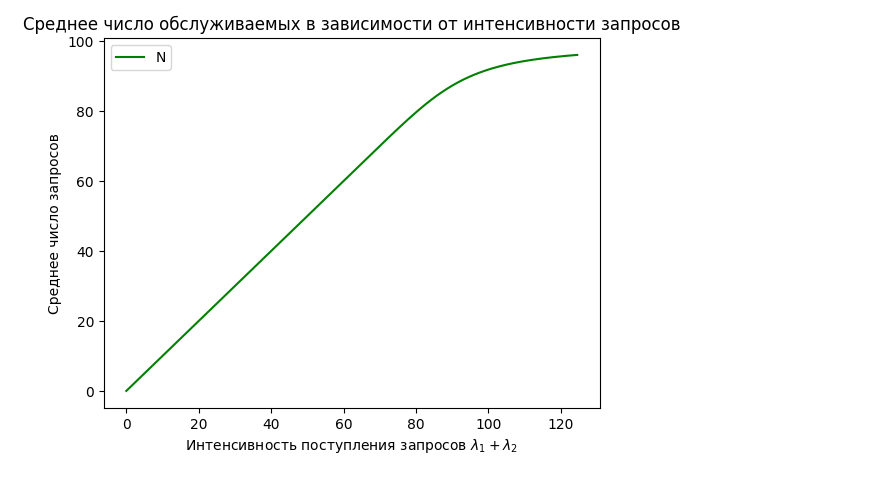 Среднее число обслуживаемых в зависимости от интенсивности запросов
100
N
80
60
40
20
0
Среднее число запросов
0 20 40 60 80 100 120
Интенсивность поступления запросов λ₁ + λ₂